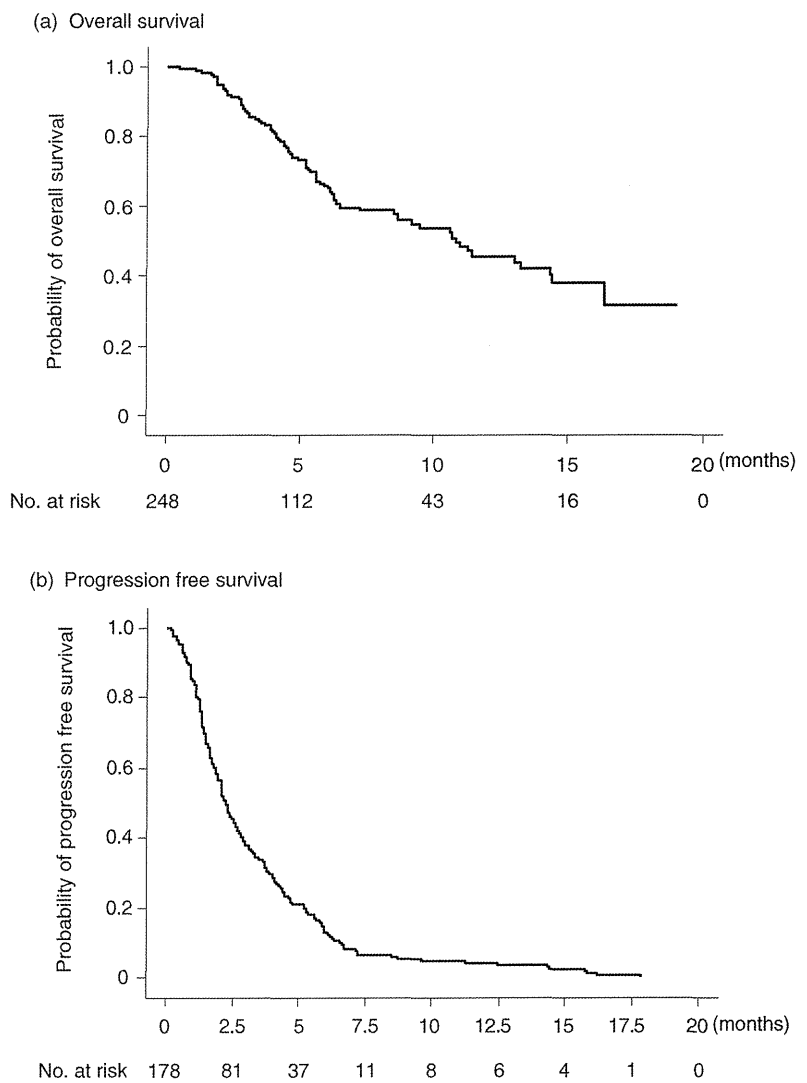 (a) Overall survival
Probability of overall survival
1.0
0.8
0.6
0.4
0.2
0
0 5 10 15 20 (months)
No. at risk 248 112 43 16 0
(b) Progression free survival
Probability of progression free survival
1.0
0.8
0.6
0.4
0.2
0
0 2.5 5 7.5 10 12.5 15 17.5 20 (months)
No. at risk 178 81 37 11 8 6 4 1 0